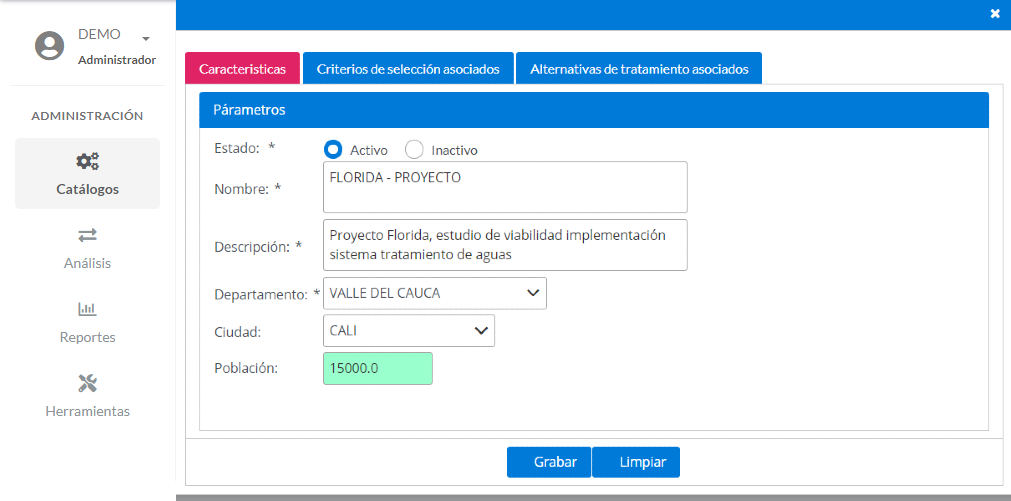 DEMO
Administrador
ADMINISTRACIÓN
Catálogos
Análisis
Reportes
Herramientas
Caracteristicas
Criterios de selección asociados
Alternativas de tratamiento asociados
Párametros
Estado: *
Activo
Inactivo
Nombre: *
FLORIDA - PROYECTO
Descripción: *
Proyecto Florida, estudio de viabilidad implementación
sistema tratamiento de aguas
Departamento: *
VALLE DEL CAUCA
Ciudad:
CALI
Población:
15000.0
Grabar
Limpiar